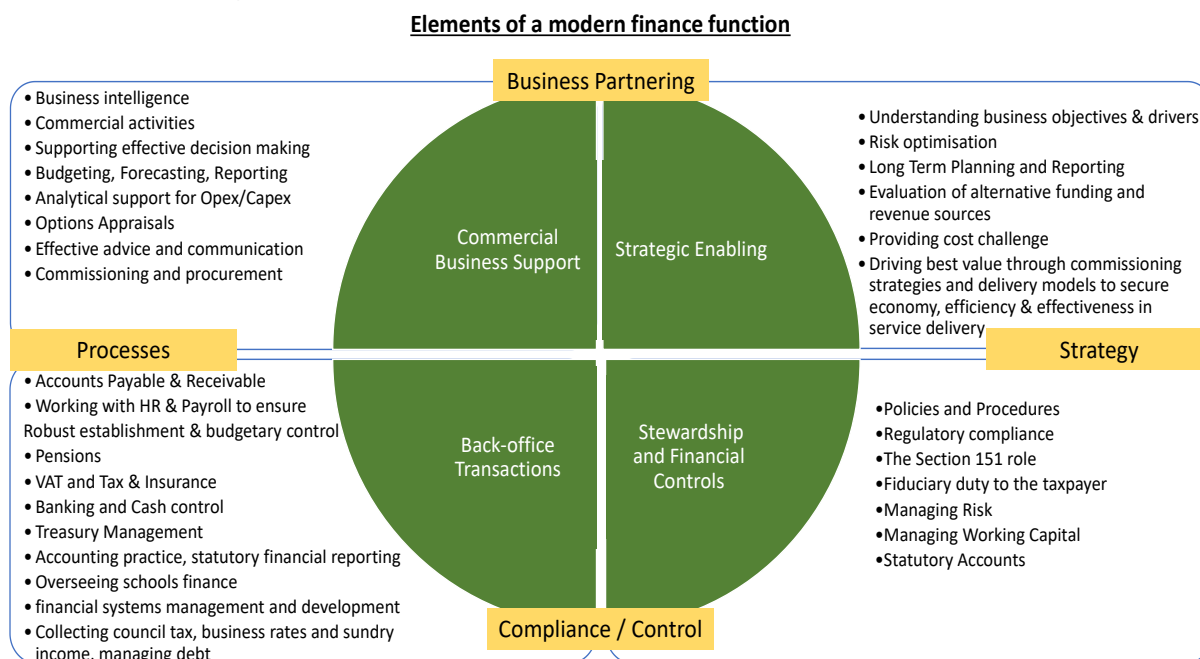 Elements of a modern finance function
Business Partnering
• Business intelligence
• Commercial activities
• Supporting effective decision making
• Budgeting, Forecasting, Reporting
• Analytical support for Opex/Capex
• Options Appraisals
• Effective advice and communication
• Commissioning and procurement
Commercial
Business Support
Strategic Enabling
• Understanding business objectives & drivers
• Risk optimisation
• Long Term Planning and Reporting
• Evaluation of alternative funding and
revenue sources
• Providing cost challenge
• Driving best value through commissioning
strategies and delivery models to secure
economy, efficiency & effectiveness in
service delivery
Processes
Strategy
• Accounts Payable & Receivable
• Working with HR & Payroll to ensure
Robust establishment & budgetary control
• Pensions
• VAT and Tax & Insurance
• Banking and Cash control
• Treasury Management
• Accounting practice, statutory financial reporting
• Overseeing schools finance
• financial systems management and development
• Collecting council tax, business rates and sundry
income, managing debt
Back-office
Transactions
Stewardship
and Financial
Controls
•Policies and Procedures
•Regulatory compliance
•The Section 151 role
•Fiduciary duty to the taxpayer
•Managing Risk
•Managing Working Capital
•Statutory Accounts
Compliance / Control